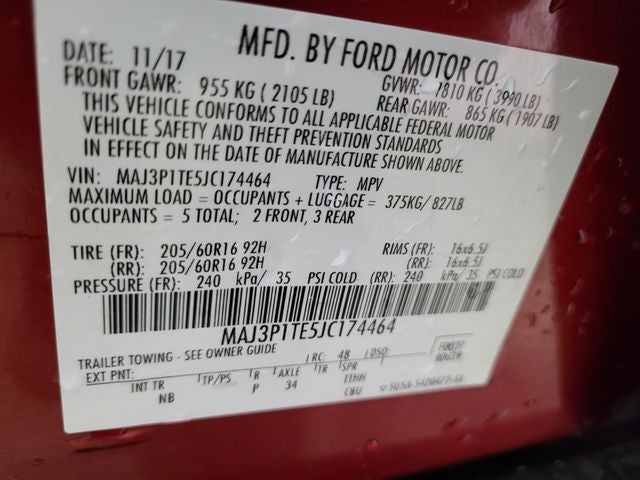 MFD. BY FORD MOTOR CO.
DATE: 11/17
FRONT GAWR: 955 KG ( 2105 LB)
GVWR: 1810 KG ( 3990 LB)
REAR GAWR: 865 KG ( 1907 LB)
THIS VEHICLE CONFORMS TO ALL APPLICABLE FEDERAL MOTOR
VEHICLE SAFETY AND THEFT PREVENTION STANDARDS
IN EFFECT ON THE DATE OF MANUFACTURE SHOWN ABOVE.
VIN: MAJ3P1TE5JC174464 TYPE: MPV
MAXIMUM LOAD = OCCUPANTS + LUGGAGE = 375KG/ 827LB
OCCUPANTS = 5 TOTAL; 2 FRONT, 3 REAR
TIRE (FR): 205/60R16 92H RIMS (FR): 16x6.5J
(RR): 205/60R16 92H (RR): 16x6.5J
PRESSURE (FR): 240 kPa/ 35 PSI COLD (RR): 240 kPa/ 35 PSI COLD
MAJ3P1TE5JC174464
TRAILER TOWING - SEE OWNER GUIDE
EXT PNT: RC: 48 DSO:
INT TR TP/PS R AXLE TR SPR
NB P 34 TTHH
CBU